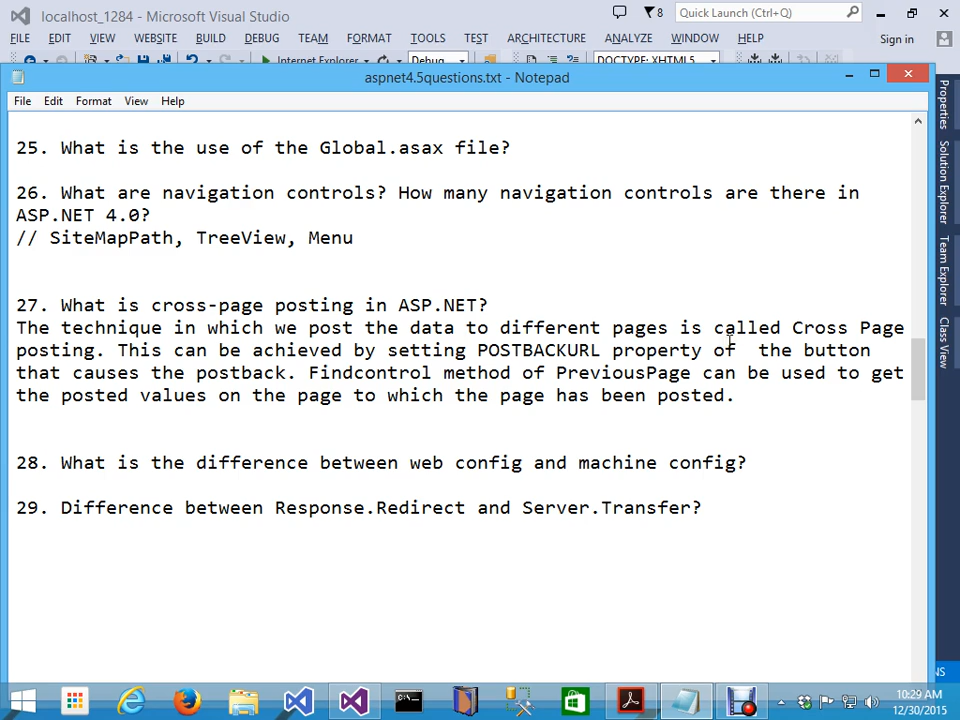 localhost_1284 - Microsoft Visual Studio
8
Quick Launch (Ctrl+Q)
FILE EDIT VIEW WEBSITE BUILD DEBUG TEAM FORMAT TOOLS TEST ARCHITECTURE ANALYZE WINDOW HELP
Sign in
Internet Explorer Debug DOCTYPE: XHTML5
aspnet4.5questions.txt - Notepad
File Edit Format View Help
25. What is the use of the Global.asax file?
26. What are navigation controls? How many navigation controls are there in
ASP.NET 4.0?
// SiteMapPath, TreeView, Menu
27. What is cross-page posting in ASP.NET?
The technique in which we post the data to different pages is called Cross Page
posting. This can be achieved by setting POSTBACKURL property of  the button
that causes the postback. Findcontrol method of PreviousPage can be used to get
the posted values on the page to which the page has been posted.
28. What is the difference between web config and machine config?
29. Difference between Response.Redirect and Server.Transfer?
Properties
Solution Explorer
Team Explorer
Class View
NS
10:29 AM
12/30/2015